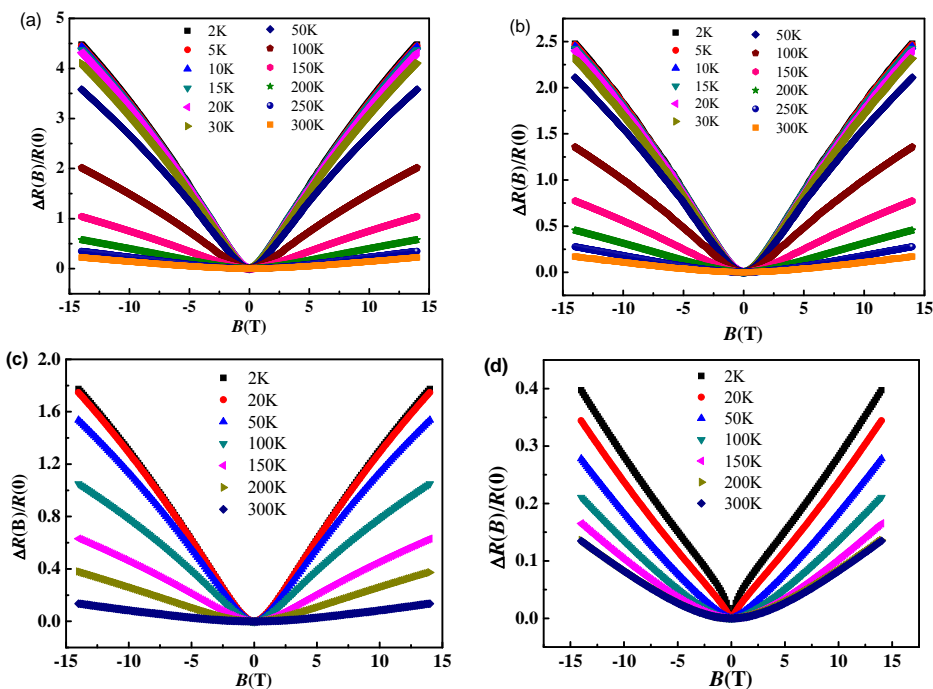 (a)
ΔR(B)/R(0)
5
4
3
2
1
0
2K
5K
10K
15K
20K
30K
50K
100K
150K
200K
250K
300K
-15 -10 -5 0 5 10 15
B(T)
(b)
ΔR(B)/R(0)
2.5
2.0
1.5
1.0
0.5
0.0
2K
5K
10K
15K
20K
30K
50K
100K
150K
200K
250K
300K
-15 -10 -5 0 5 10 15
B(T)
(c)
ΔR(B)/R(0)
2.0
1.6
1.2
0.8
0.4
0.0
2K
20K
50K
100K
150K
200K
300K
-15 -10 -5 0 5 10 15
B(T)
(d)
ΔR(B)/R(0)
0.4
0.3
0.2
0.1
0.0
2K
20K
50K
100K
150K
200K
300K
-15 -10 -5 0 5 10 15
B(T)